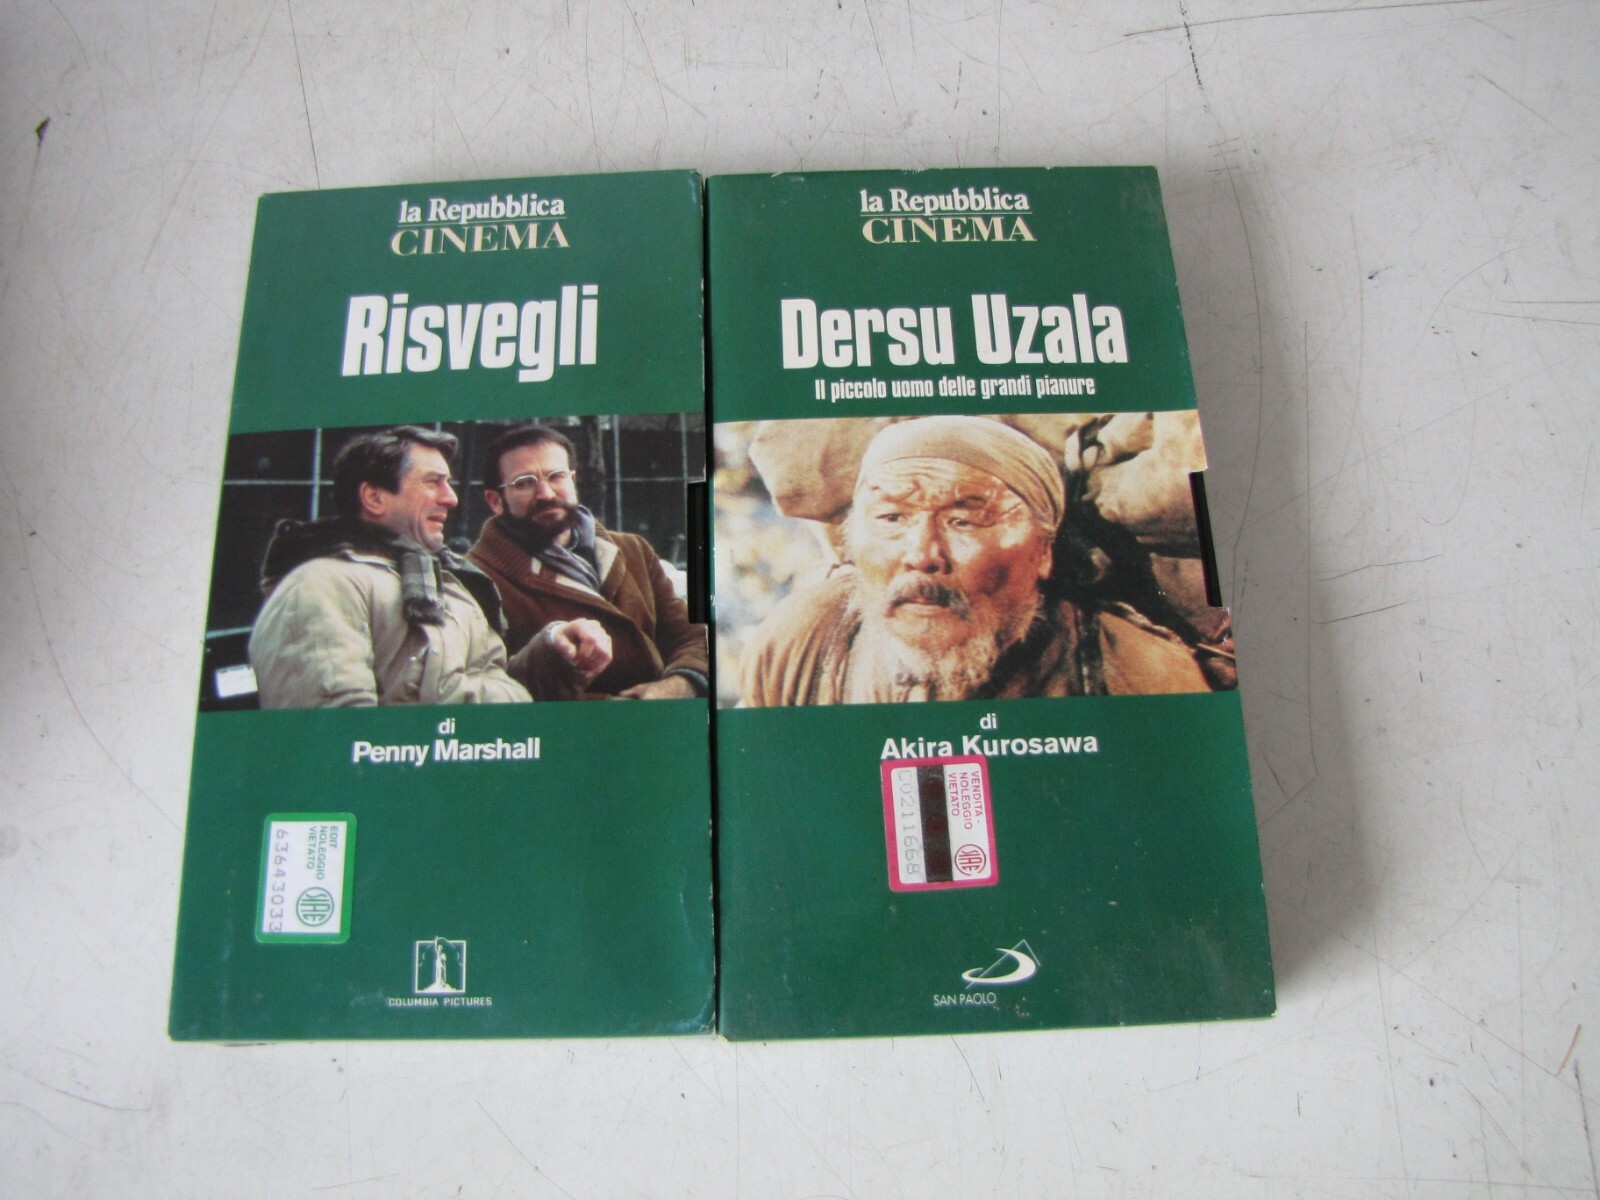 la Repubblica
CINEMA
Risvegli
di
Penny Marshall
EDIT
NOLEGGIO
VIETATO
SIAE
63643033
COLUMBIA PICTURES
la Repubblica
CINEMA
Dersu Uzala
Il piccolo uomo delle grandi pianure
di
Akira Kurosawa
VENDITA -
NOLEGGIO
VIETATO
SIAE
C0211668
SAN PAOLO